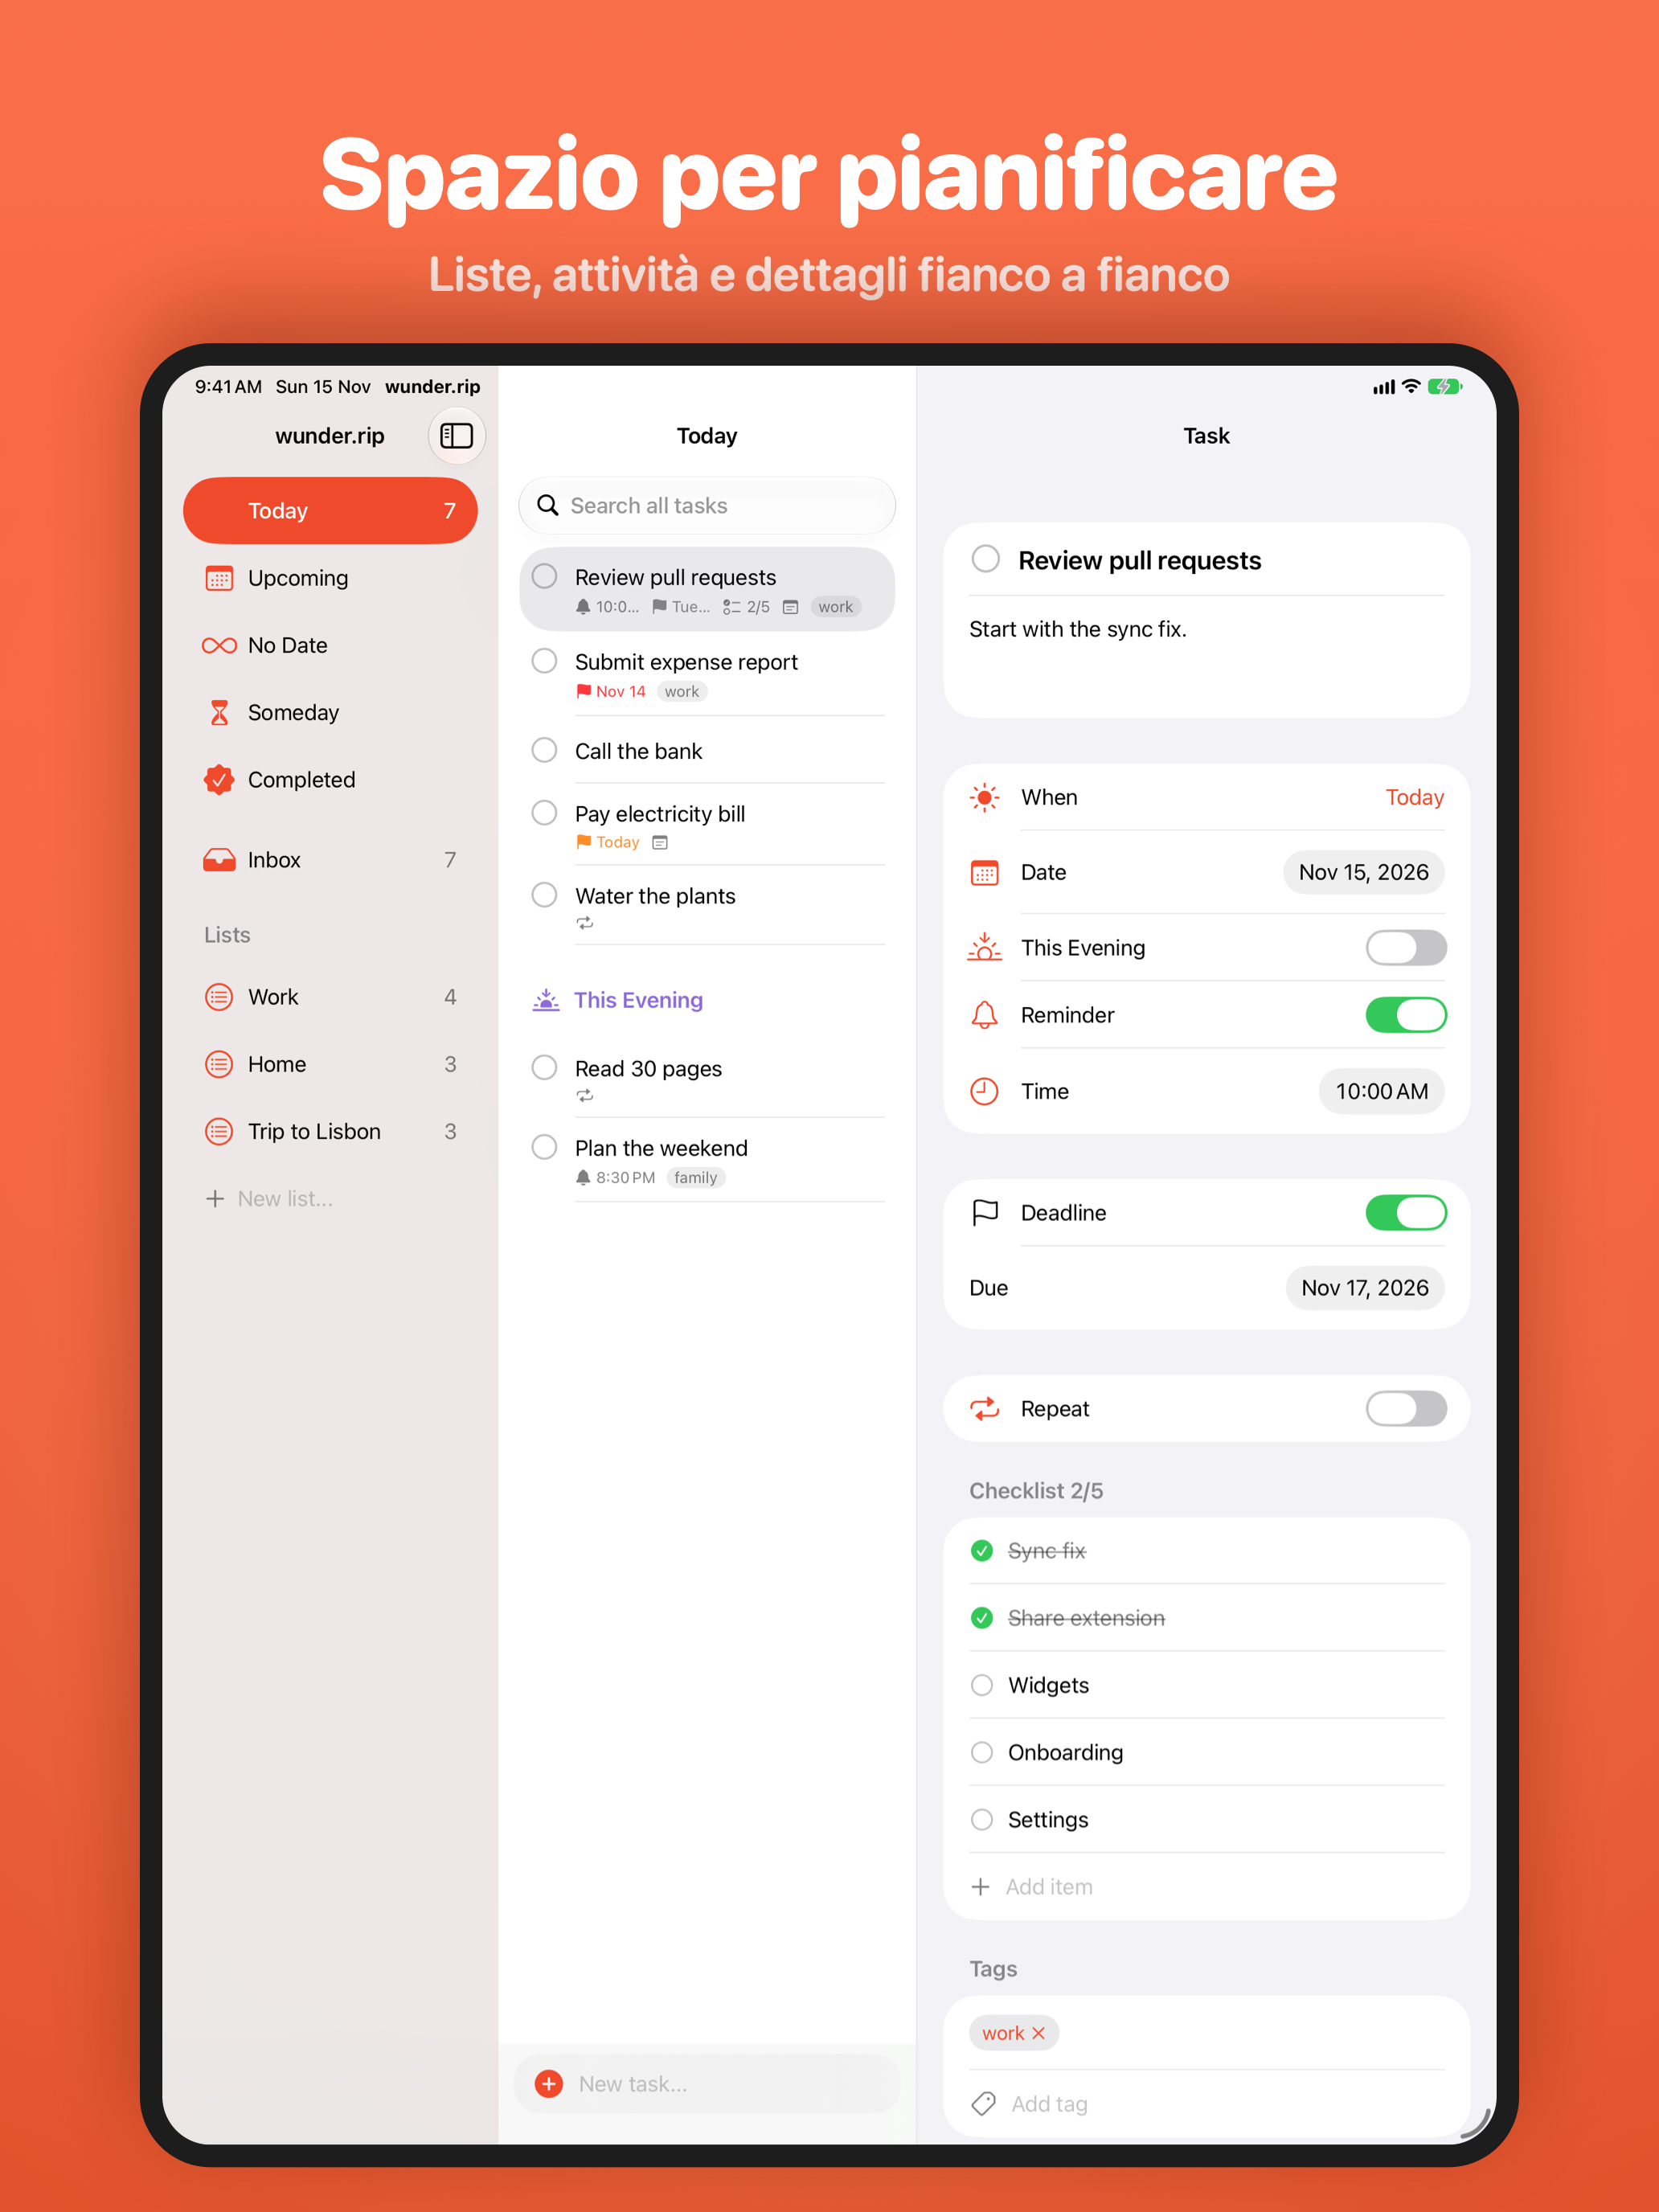 Spazio per pianificare
Liste, attività e dettagli fianco a fianco
9:41 AM Sun 15 Nov wunder.rip
wunder.rip
Today 7
Upcoming
No Date
Someday
Completed
Inbox 7
Lists
Work 4
Home 3
Trip to Lisbon 3
New list...
Today
Search all tasks
Review pull requests
10:0... Tue... 2/5 work
Submit expense report
Nov 14 work
Call the bank
Pay electricity bill
Today
Water the plants
This Evening
Read 30 pages
Plan the weekend
8:30 PM family
New task...
Task
Review pull requests
Start with the sync fix.
When Today
Date Nov 15, 2026
This Evening
Reminder
Time 10:00 AM
Deadline
Due Nov 17, 2026
Repeat
Checklist 2/5
Sync fix
Share extension
Widgets
Onboarding
Settings
Add item
Tags
work
Add tag